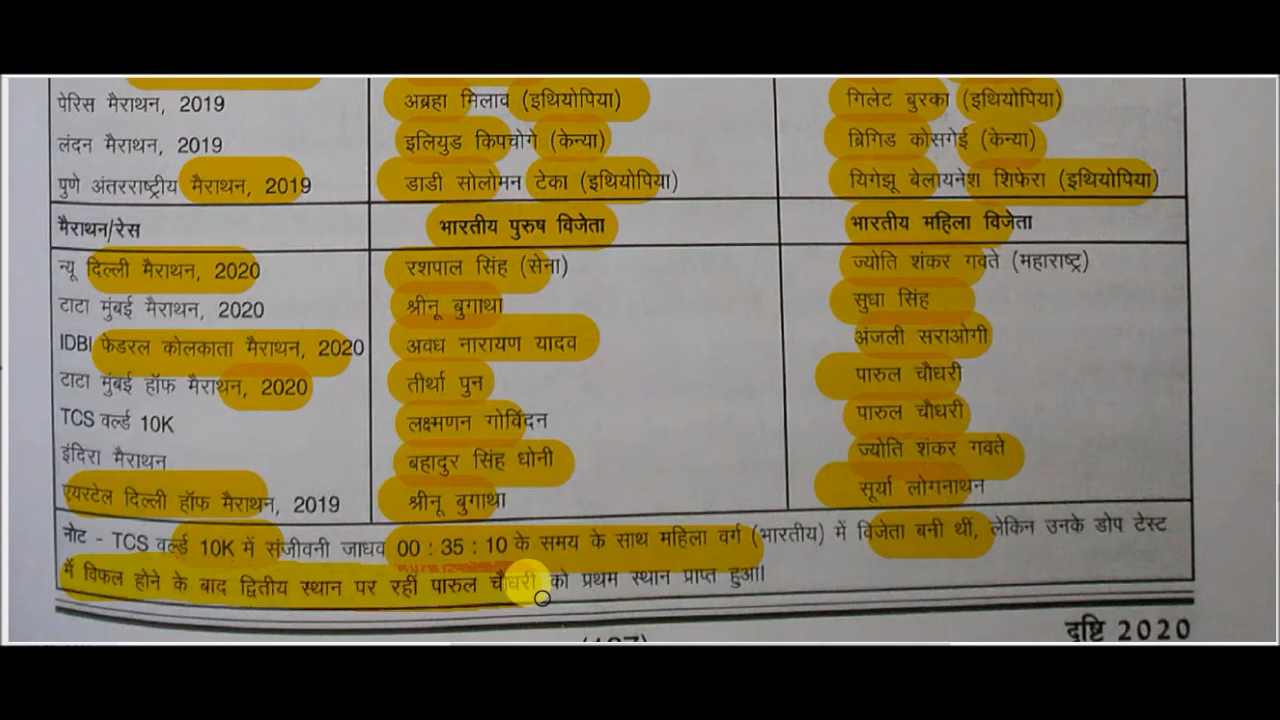 पेरिस मैराथन, 2019 अब्रहा मिलाव (इथियोपिया) गिलेट बुरका (इथियोपिया)
लंदन मैराथन, 2019 इलियुड किपचोगे (केन्या) ब्रिगिड कोसगेई (केन्या)
पुणे अंतरराष्ट्रीय मैराथन, 2019 डाडी सोलोमन टेका (इथियोपिया) यिगेझू बेलायनेश शिफेरा (इथियोपिया)
मैराथन/रेस भारतीय पुरुष विजेता भारतीय महिला विजेता
न्यू दिल्ली मैराथन, 2020 रशपाल सिंह (सेना) ज्योति शंकर गवते (महाराष्ट्र)
टाटा मुंबई मैराथन, 2020 श्रीनू बुगाथा सुधा सिंह
IDBI फेडरल कोलकाता मैराथन, 2020 अवध नारायण यादव अंजली सराओगी
टाटा मुंबई हॉफ मैराथन, 2020 तीर्था पुन पारुल चौधरी
TCS वर्ल्ड 10K लक्ष्मणन गोविंदन पारुल चौधरी
इंदिरा मैराथन बहादुर सिंह धोनी ज्योति शंकर गवते
एयरटेल दिल्ली हॉफ मैराथन, 2019 श्रीनू बुगाथा सूर्या लोगनाथन
नोट - TCS वर्ल्ड 10K में संजीवनी जाधव 00 : 35 : 10 के समय के साथ महिला वर्ग (भारतीय) में विजेता बनी थीं, लेकिन उनके डोप टेस्ट
में विफल होने के बाद द्वितीय स्थान पर रहीं पारुल चौधरी को प्रथम स्थान प्राप्त हुआ।
दृष्टि 2020